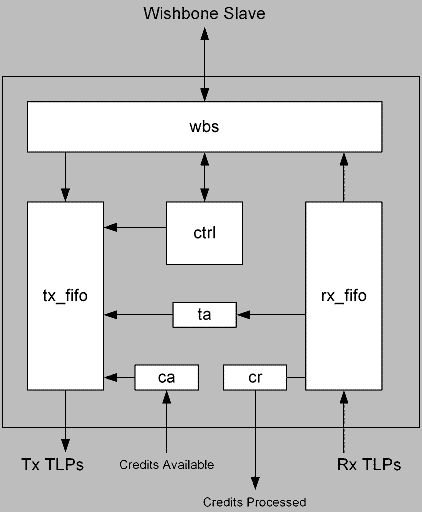 Wishbone Slave
wbs
ctrl
tx_fifo
rx_fifo
ta
ca
cr
Tx TLPs
Credits Available
Rx TLPs
Credits Processed